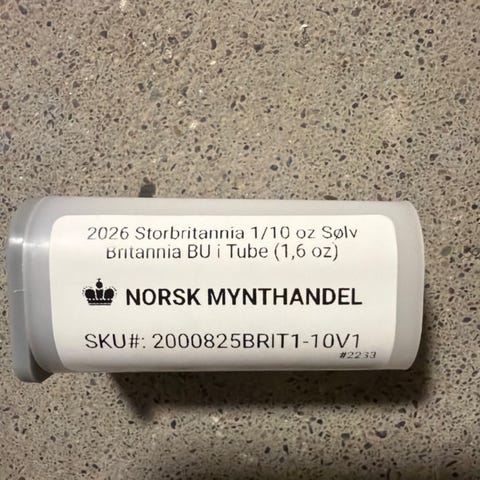 2026 Storbritannia 1/10 oz Sølv
Britannia BU i Tube (1,6 oz)
NORSK MYNTHANDEL
SKU#: 2000825BRIT1-10V1
#2233